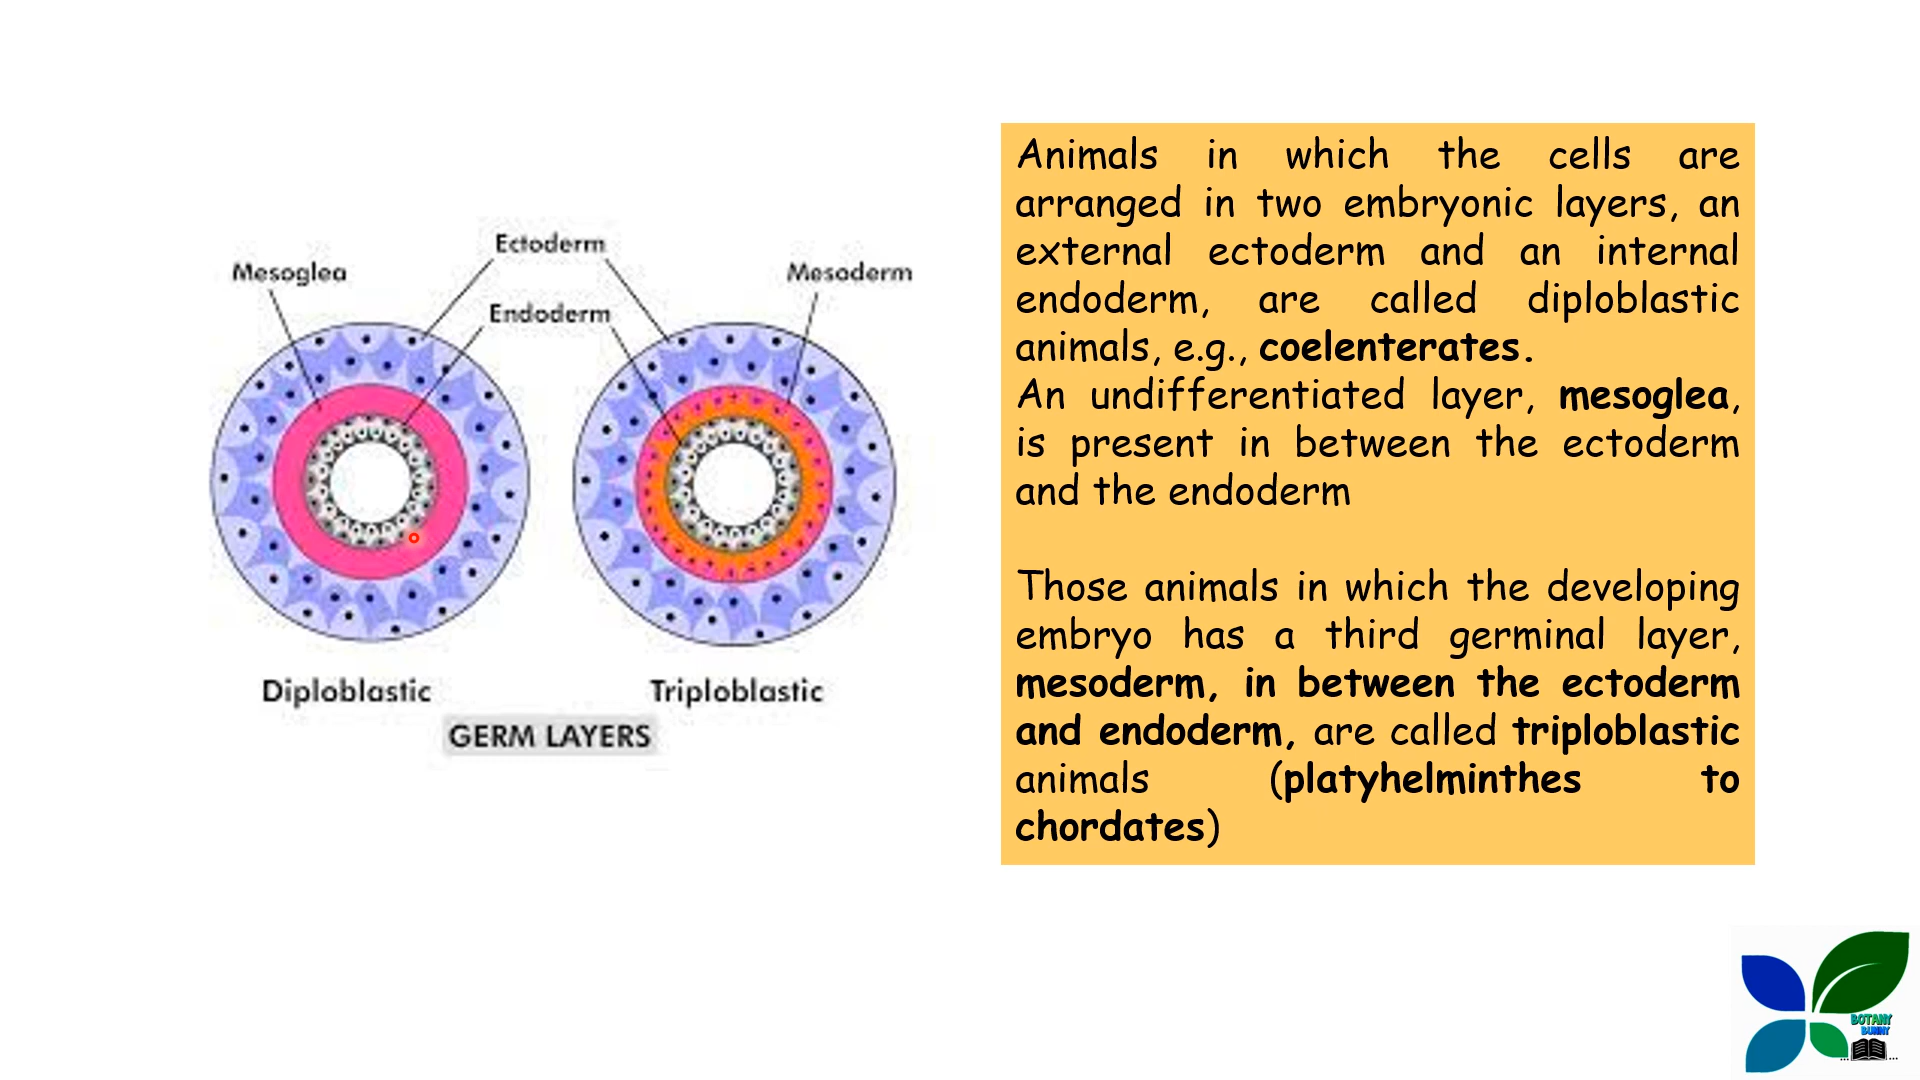 Ectoderm
Mesoglea
Mesoderm
Endoderm
Diploblastic
Triploblastic
GERM LAYERS
Animals in which the cells are
arranged in two embryonic layers, an
external ectoderm and an internal
endoderm, are called diploblastic
animals, e.g., coelenterates.
An undifferentiated layer, mesoglea,
is present in between the ectoderm
and the endoderm
Those animals in which the developing
embryo has a third germinal layer,
mesoderm, in between the ectoderm
and endoderm, are called triploblastic
animals (platyhelminthes to
chordates)
BOTANY
BUNNY